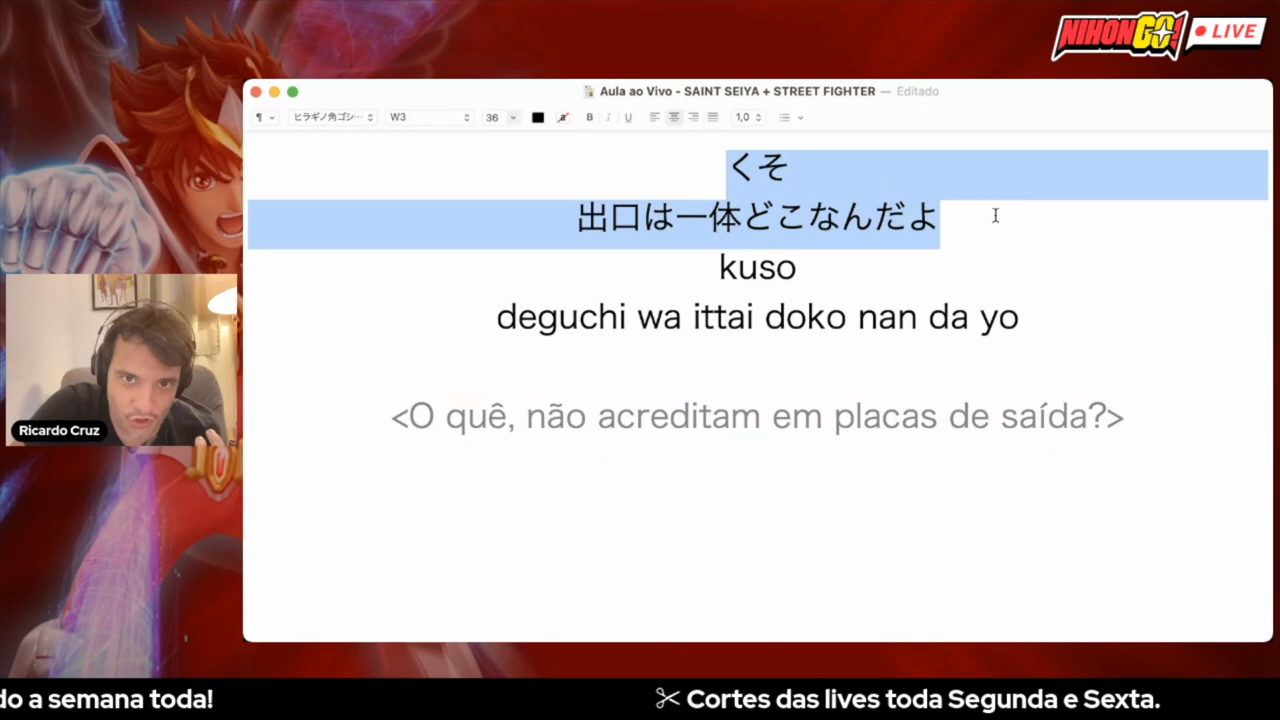 NIHONGO! LIVE
Aula ao Vivo - SAINT SEIYA + STREET FIGHTER — Editado
ヒラギノ角ゴシ… W3 36 B I U 1,0
くそ
出口は一体どこなんだよ
kuso
deguchi wa ittai doko nan da yo
<O quê, não acreditam em placas de saída?>
Ricardo Cruz
do a semana toda! Cortes das lives toda Segunda e Sexta.